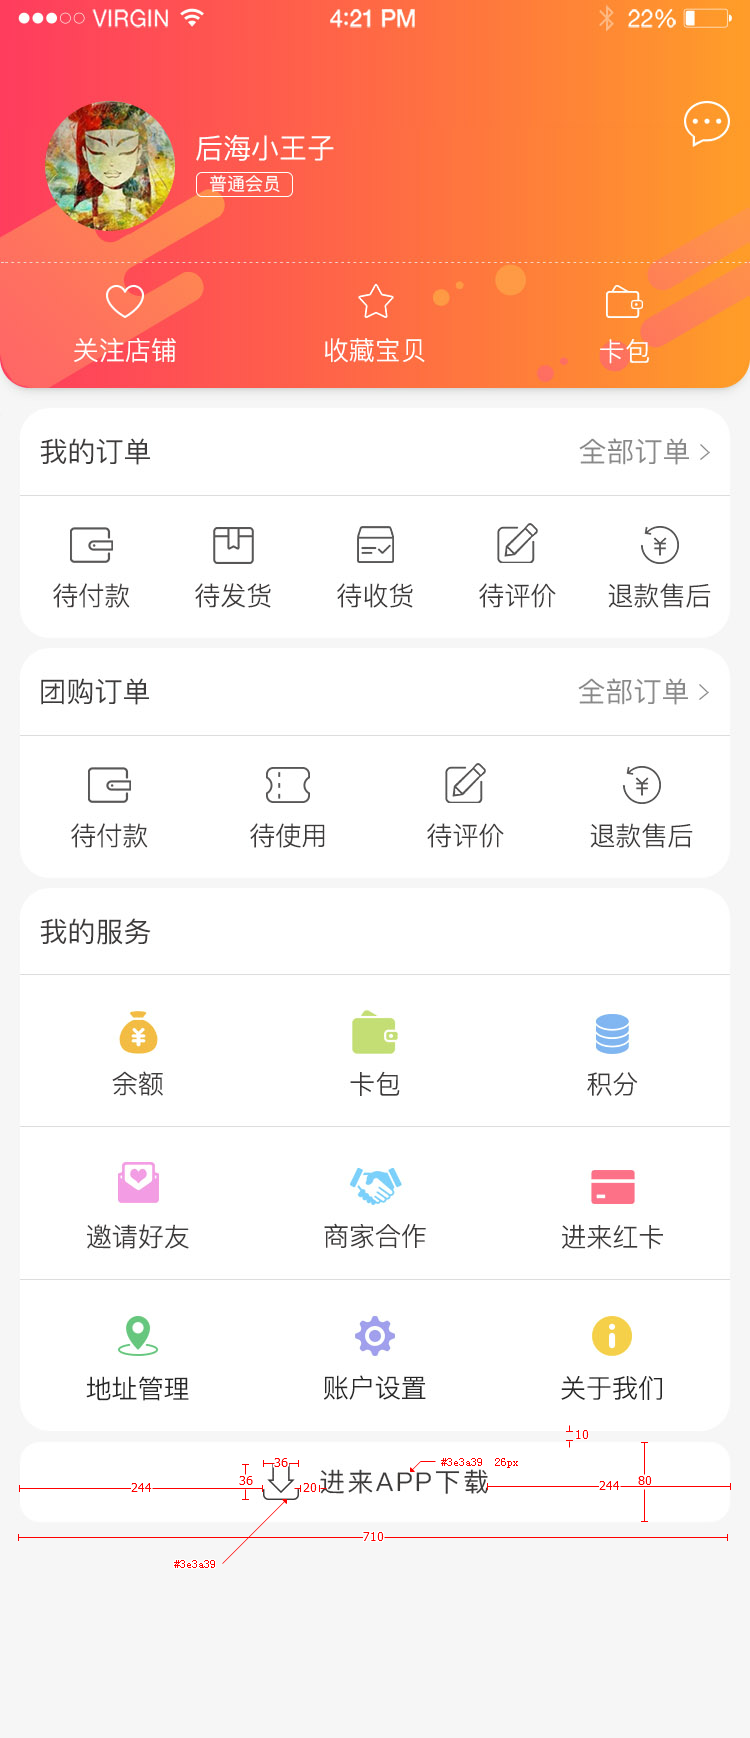 VIRGIN 4:21 PM 22%
后海小王子
普通会员
关注店铺 收藏宝贝 卡包
我的订单 全部订单 >
待付款 待发货 待收货 待评价 退款售后
团购订单 全部订单 >
待付款 待使用 待评价 退款售后
我的服务
余额 卡包 积分
邀请好友 商家合作 进来红卡
地址管理 账户设置 关于我们
10
#3e3a39 26px
36
244 36 20 进来APP下载 244 80
710
#3e3a39